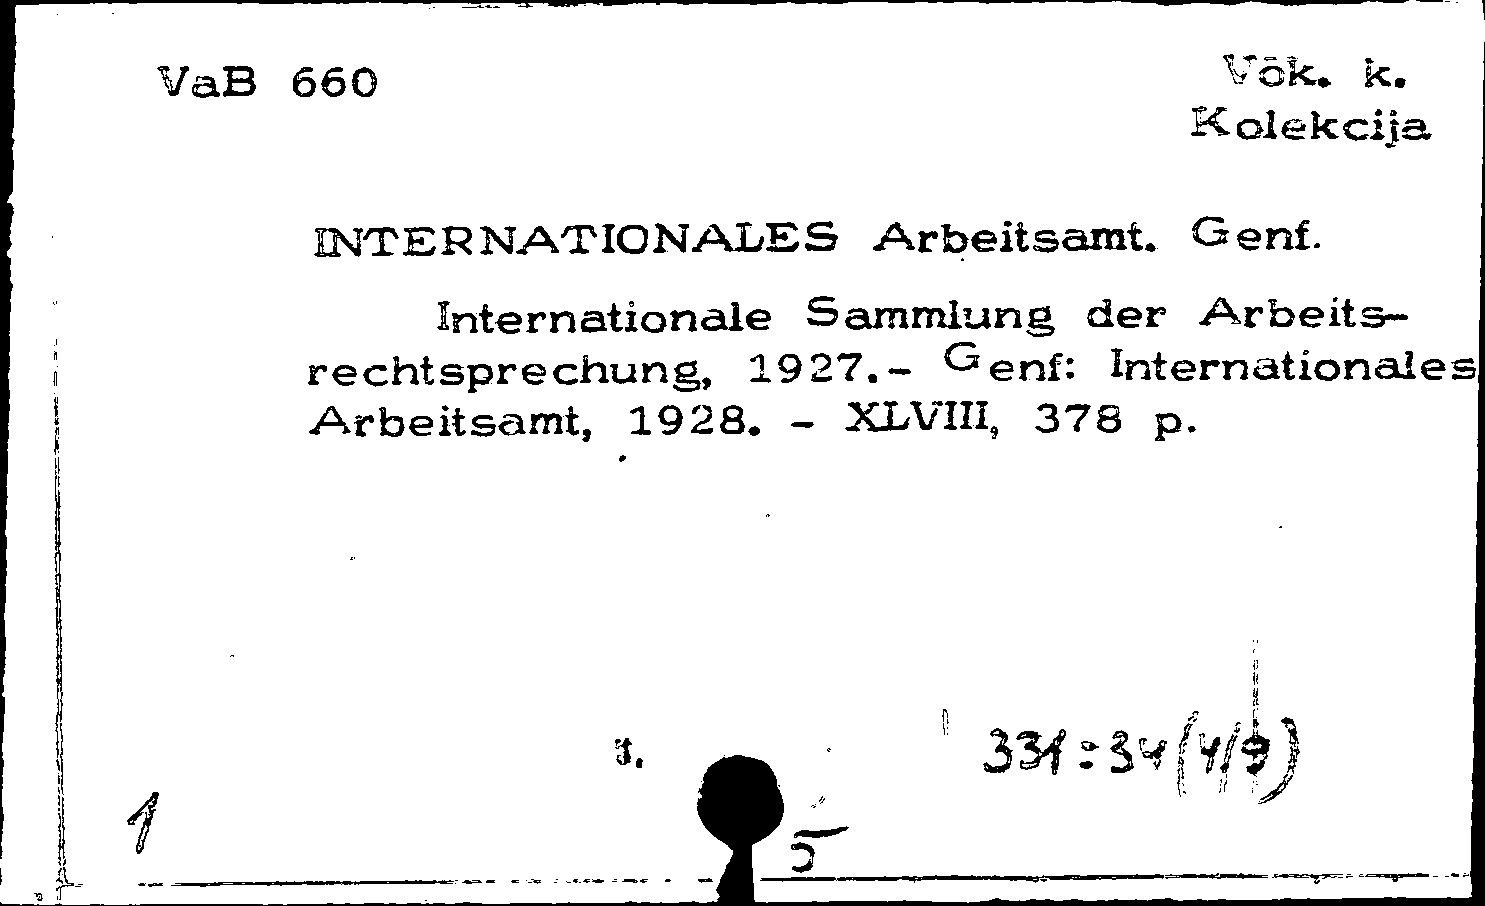 VaB 660
Vok. k.
Kolekcija
INTERNATIONALES Arbeitsamt. Genf.
Internationale Sammlung der Arbeits-
rechtsprechung, 1927.- Genf: Internationales
Arbeitsamt, 1928. - XLVIII, 378 p.
331:34(4/9)
1
5